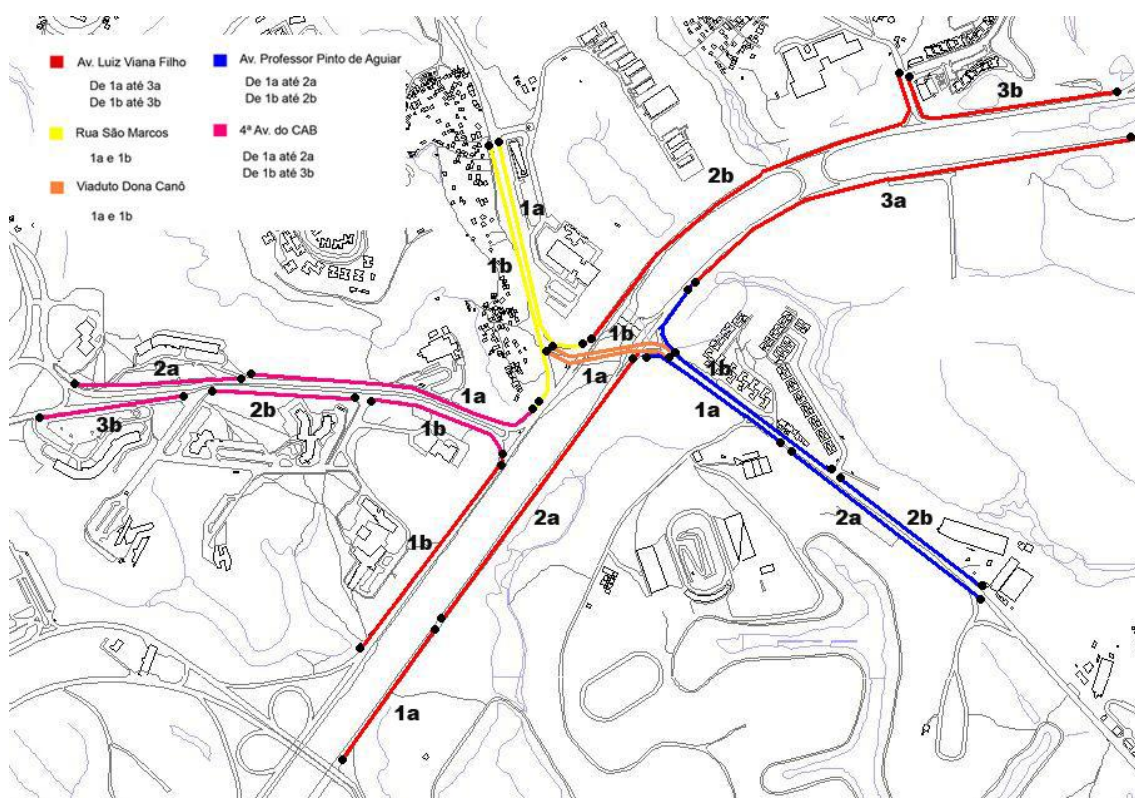 Av. Luiz Viana Filho
De 1a até 3a
De 1b até 3b
Av. Professor Pinto de Aguiar
De 1a até 2a
De 1b até 2b
Rua São Marcos
1a e 1b
4ª Av. do CAB
De 1a até 2a
De 1b até 3b
Viaduto Dona Canô
1a e 1b
3b
2b
3a
1a
1b
1b
1a
1b
2a
1a
1a
3b
2b
1b
2a
2b
2a
1b
1a